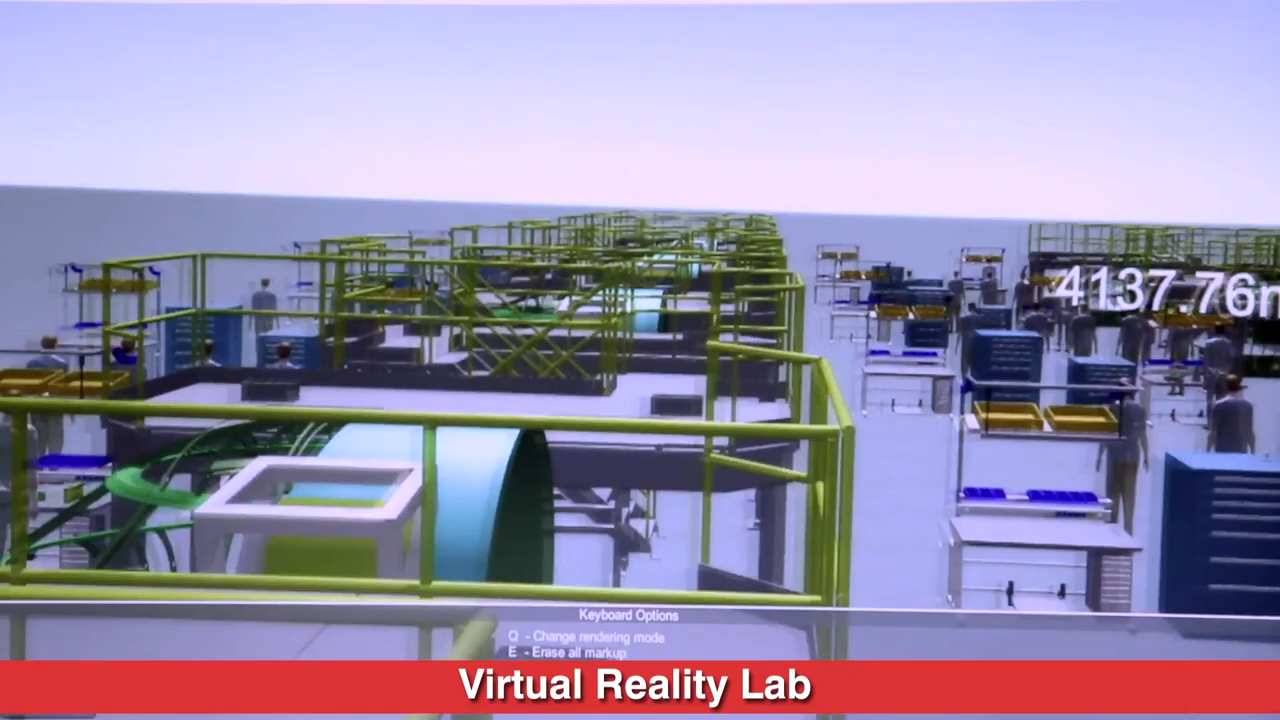 4137.76m
Keyboard Options
Q - Change rendering mode
E - Erase all markup
Virtual Reality Lab